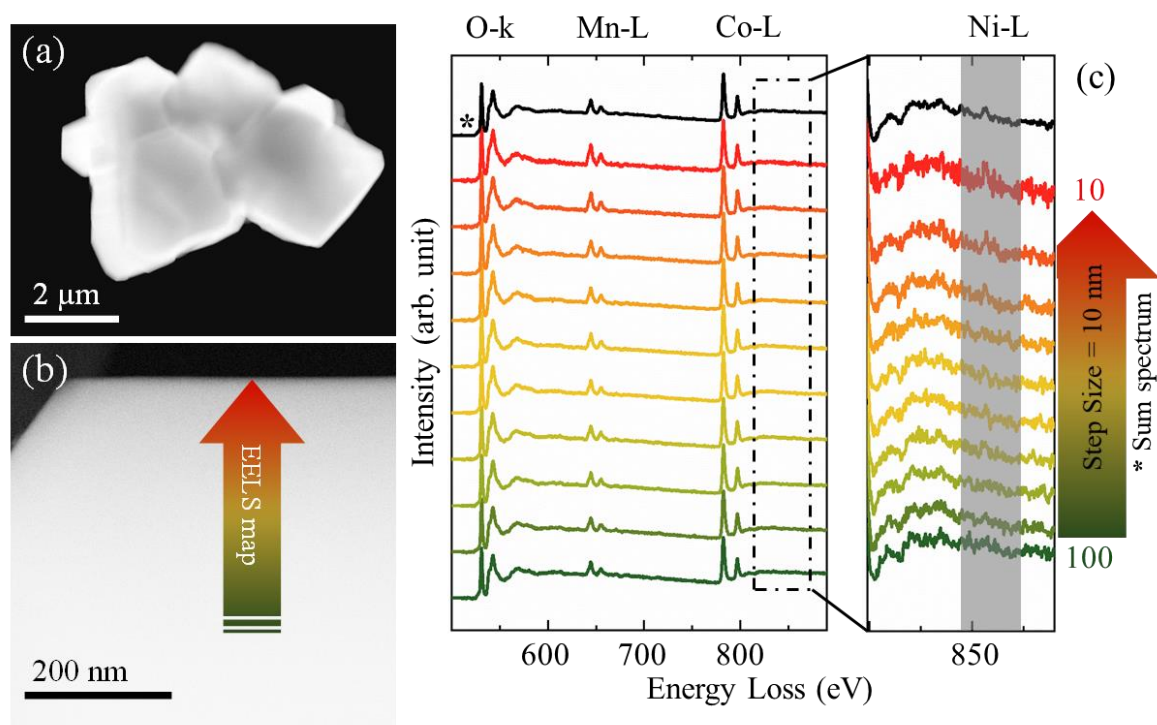 (a)
2 μm
(b)
EELS map
200 nm
O-k Mn-L Co-L Ni-L
(c)
*
10
100
Step Size = 10 nm
* Sum spectrum
Intensity (arb. unit)
600 700 800 850
Energy Loss (eV)